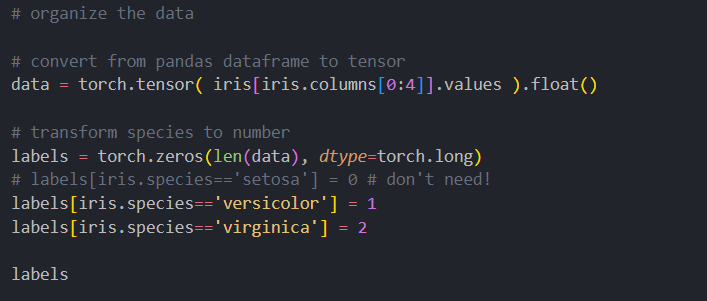 # organize the data
# convert from pandas dataframe to tensor
data = torch.tensor( iris[iris.columns[0:4]].values ).float()
# transform species to number
labels = torch.zeros(len(data), dtype=torch.long)
# labels[iris.species=='setosa'] = 0 # don't need!
labels[iris.species=='versicolor'] = 1
labels[iris.species=='virginica'] = 2
labels